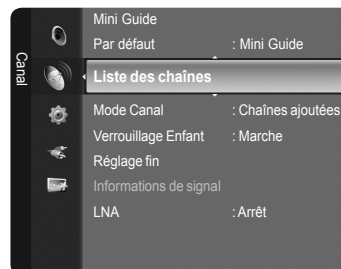 Canal
Mini Guide
Par défaut : Mini Guide
Liste des chaînes
Mode Canal : Chaînes ajoutées
Verrouillage Enfant : Marche
Réglage fin
Informations de signal
LNA : Arrêt